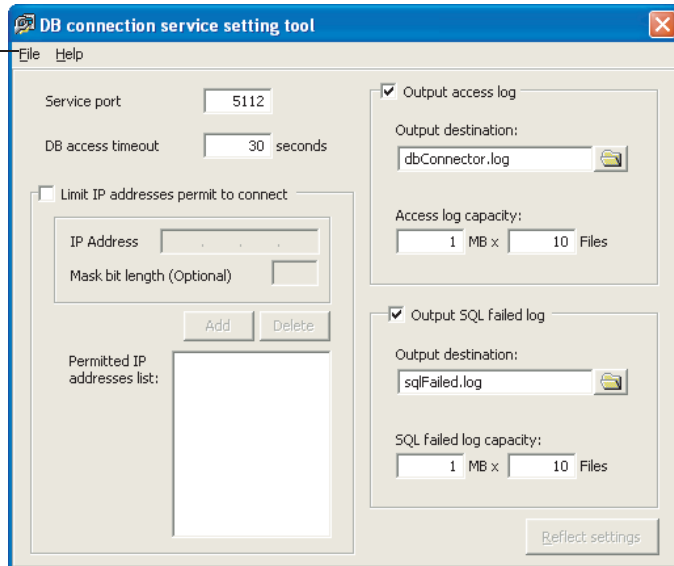 DB connection service setting tool
File Help
Service port 5112
DB access timeout 30 seconds
Limit IP addresses permit to connect
IP Address . . .
Mask bit length (Optional)
Add Delete
Permitted IP
addresses list:
Output access log
Output destination:
dbConnector.log
Access log capacity:
1 MB x 10 Files
Output SQL failed log
Output destination:
sqlFailed.log
SQL failed log capacity:
1 MB x 10 Files
Reflect settings